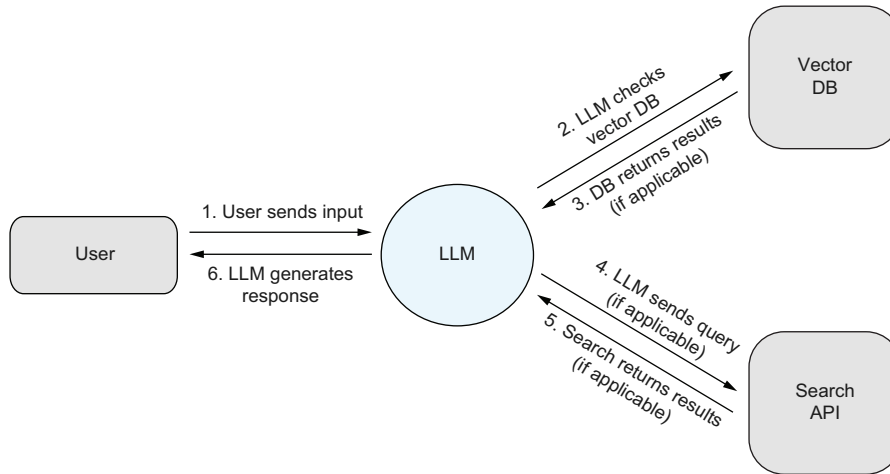 Vector
DB
2. LLM checks
vector DB
3. DB returns results
(if applicable)
1. User sends input
User
LLM
6. LLM generates
response
4. LLM sends query
(if applicable)
5. Search returns results
(if applicable)
Search
API